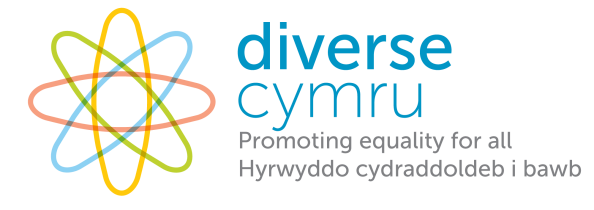 diverse
cymru
Promoting equality for all
Hyrwyddo cydraddoldeb i bawb